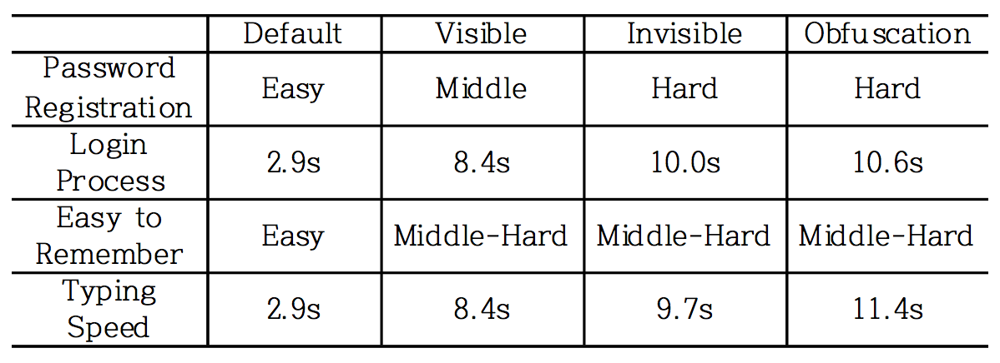 Default Visible Invisible Obfuscation
Password
Registration
Easy Middle Hard Hard
Login
Process
2.9s 8.4s 10.0s 10.6s
Easy to
Remember
Easy Middle-Hard Middle-Hard Middle-Hard
Typing
Speed
2.9s 8.4s 9.7s 11.4s